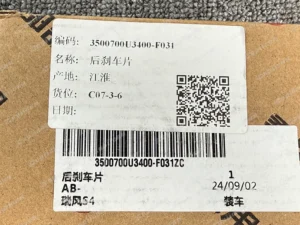 编码: 3500700U3400-F031
名称: 后刹车片
产地: 江淮
货位: C07-3-6
日期:
3500700U3400-F031ZC
后刹车片 1
AB- 24/09/02
瑞风S4 装车